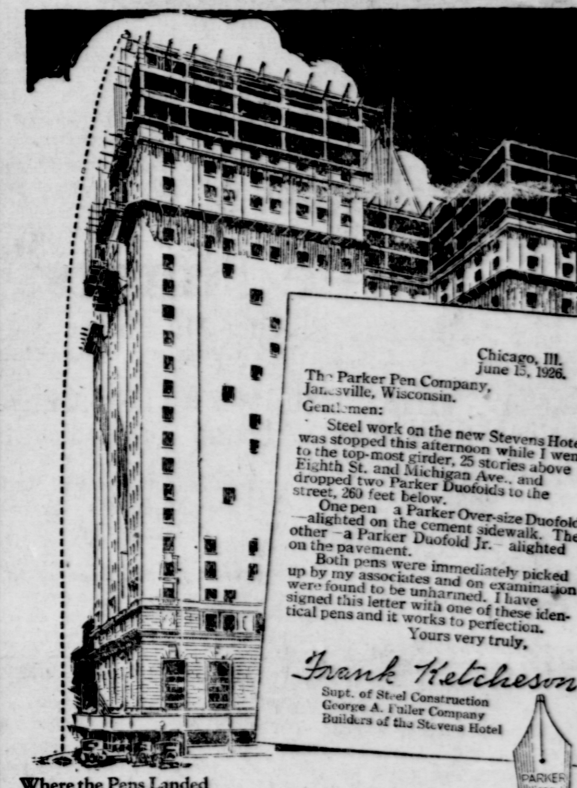 Chicago, Ill.
June 15, 1926.
The Parker Pen Company,
Janesville, Wisconsin.
Gentlemen:
Steel work on the new Stevens Hote
was stopped this afternoon while I wen
to the top-most girder, 25 stories above
Eighth St. and Michigan Ave., and
dropped two Parker Duofolds to the
street, 260 feet below.
One pen—a Parker Over-size Duofold
—alighted on the cement sidewalk. The
other—a Parker Duofold Jr.—alighted
on the pavement.
Both pens were immediately picked
up by my associates and on examination
were found to be unharmed. I have
signed this letter with one of these iden-
tical pens and it works to perfection.
Yours very truly,
Frank Ketcheson
Supt. of Steel Construction
George A. Fuller Company
Builders of the Stevens Hotel
PARKER
Where the Pens Landed